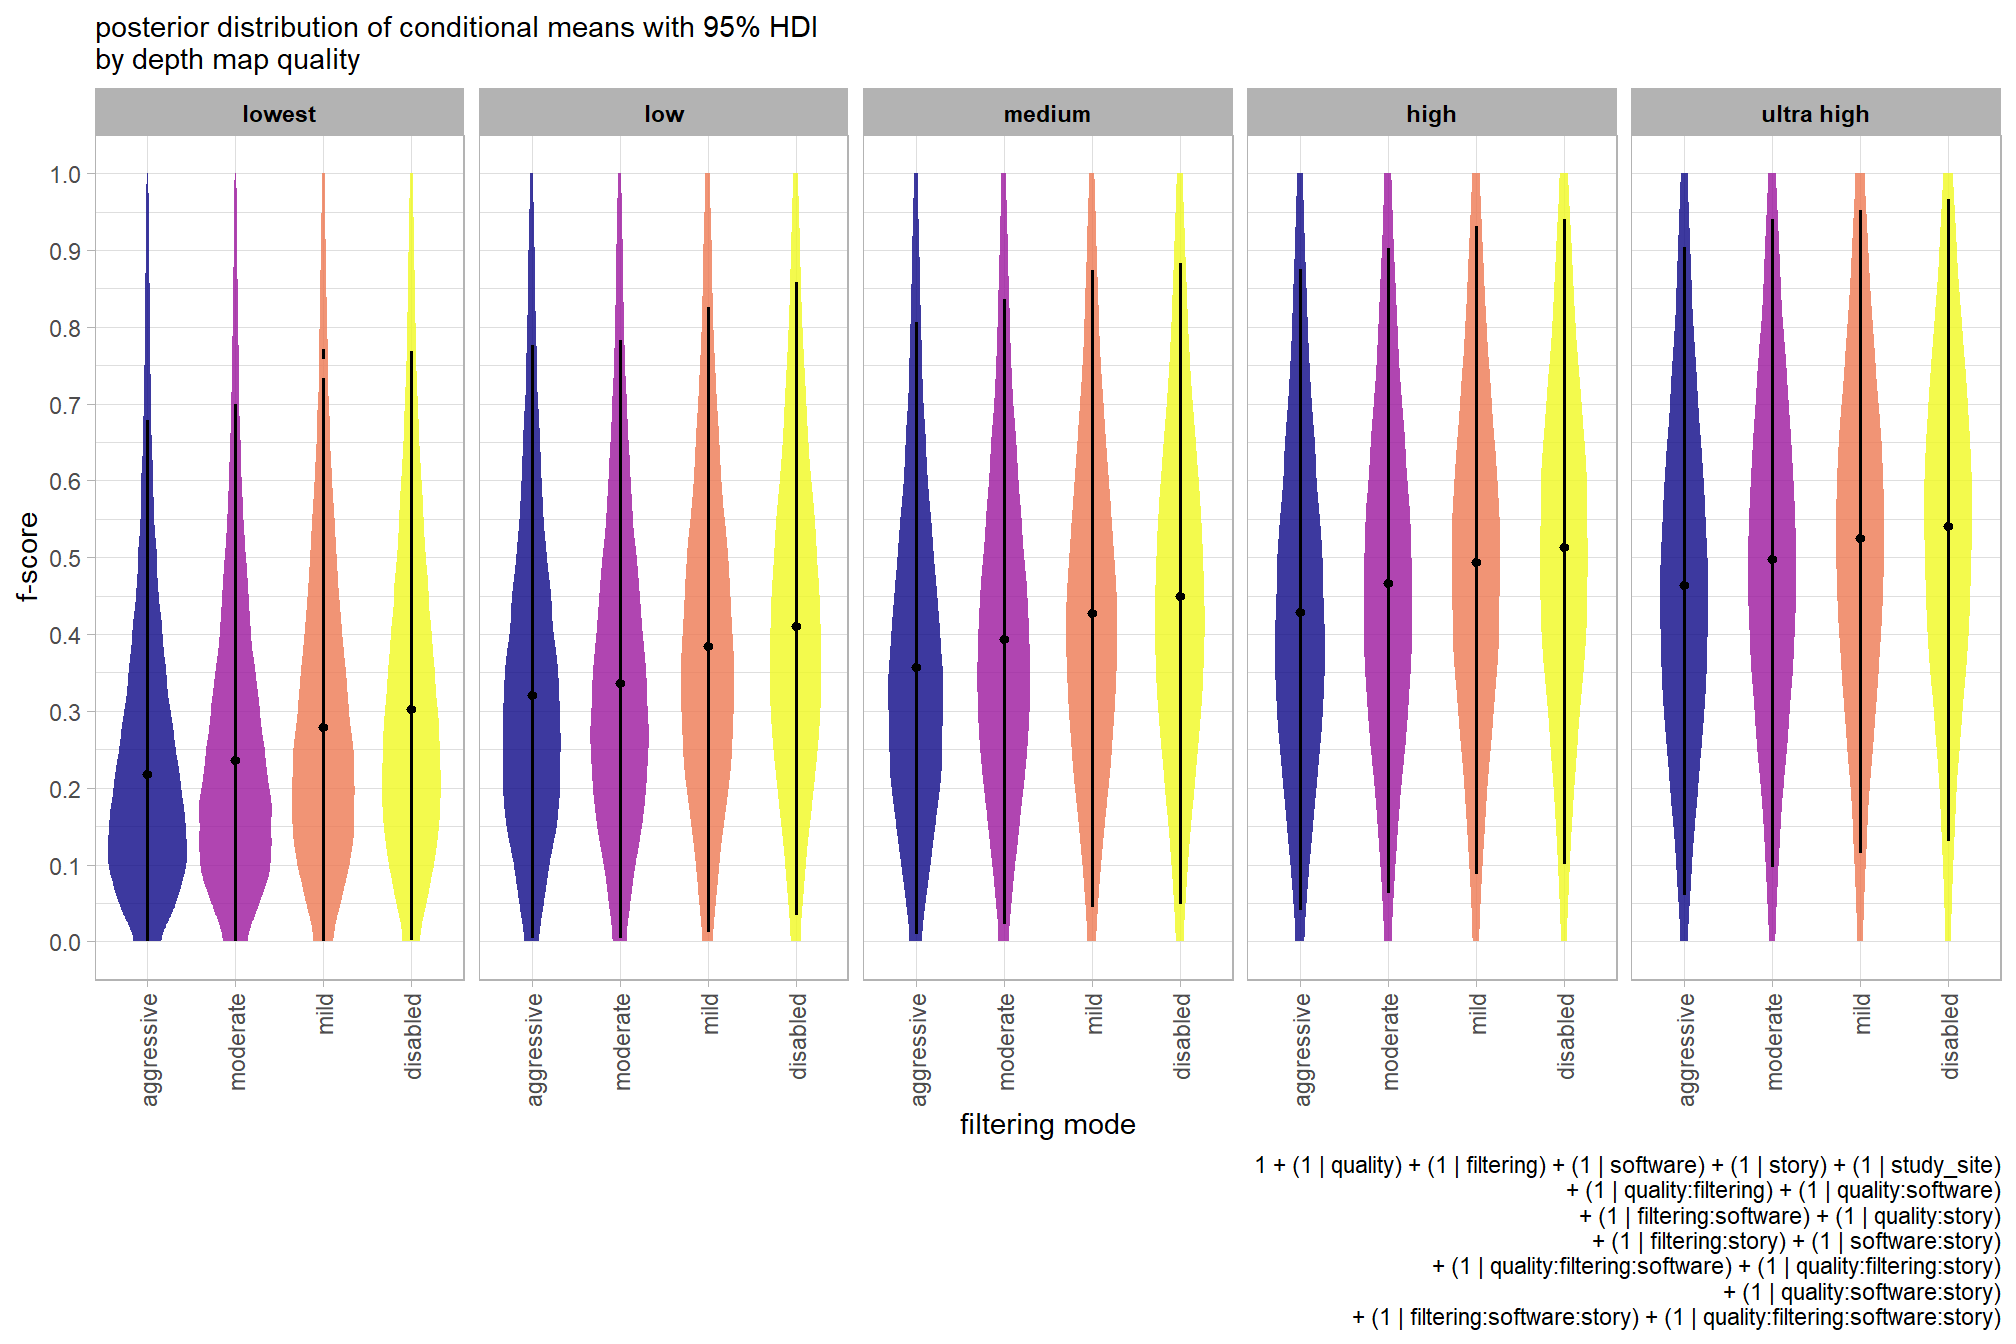 posterior distribution of conditional means with 95% HDI
by depth map quality
lowest
low
medium
high
ultra high
f-score
1.0
0.9
0.8
0.7
0.6
0.5
0.4
0.3
0.2
0.1
0.0
aggressive
moderate
mild
disabled
aggressive
moderate
mild
disabled
aggressive
moderate
mild
disabled
aggressive
moderate
mild
disabled
aggressive
moderate
mild
disabled
filtering mode
1 + (1 | quality) + (1 | filtering) + (1 | software) + (1 | story) + (1 | study_site)
+ (1 | quality:filtering) + (1 | quality:software)
+ (1 | filtering:software) + (1 | quality:story)
+ (1 | filtering:story) + (1 | software:story)
+ (1 | quality:filtering:software) + (1 | quality:filtering:story)
+ (1 | quality:software:story)
+ (1 | filtering:software:story) + (1 | quality:filtering:software:story)